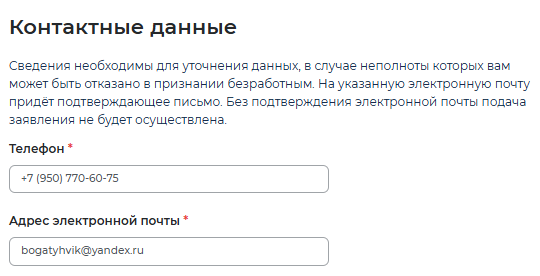 Контактные данные
Сведения необходимы для уточнения данных, в случае неполноты которых вам
может быть отказано в признании безработным. На указанную электронную почту
придёт подтверждающее письмо. Без подтверждения электронной почты подача
заявления не будет осуществлена.
Телефон *
+7 (950) 770-60-75
Адрес электронной почты *
bogatyhvik@yandex.ru